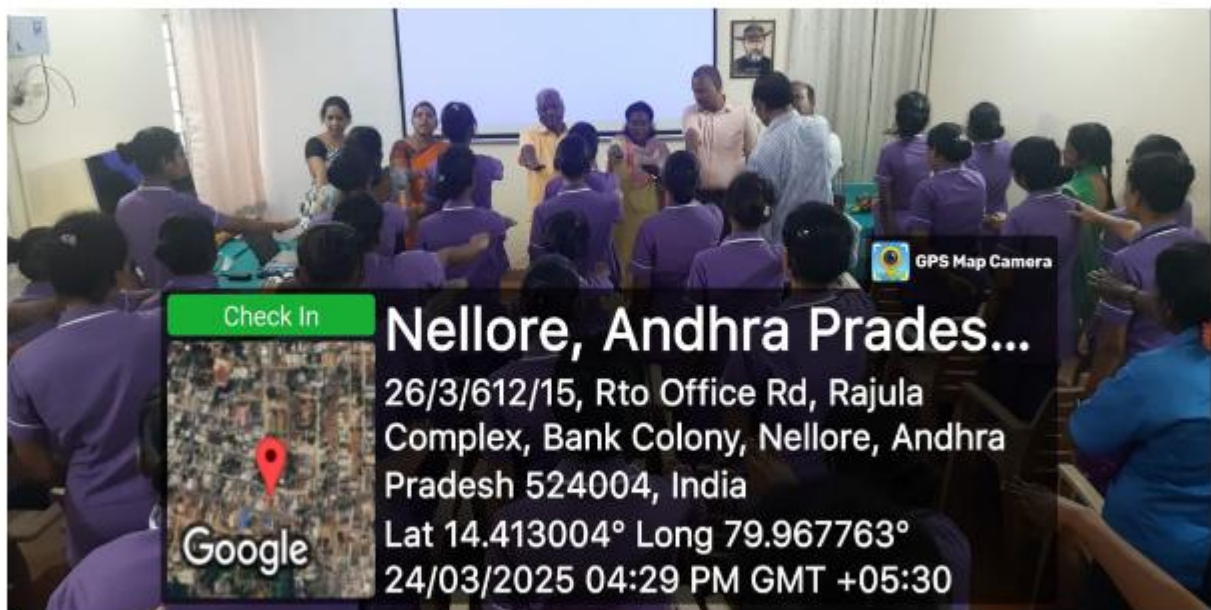 GPS Map Camera
Check In
Nellore, Andhra Prades...
26/3/612/15, Rto Office Rd, Rajula
Complex, Bank Colony, Nellore, Andhra
Pradesh 524004, India
Lat 14.413004° Long 79.967763°
24/03/2025 04:29 PM GMT +05:30
Google